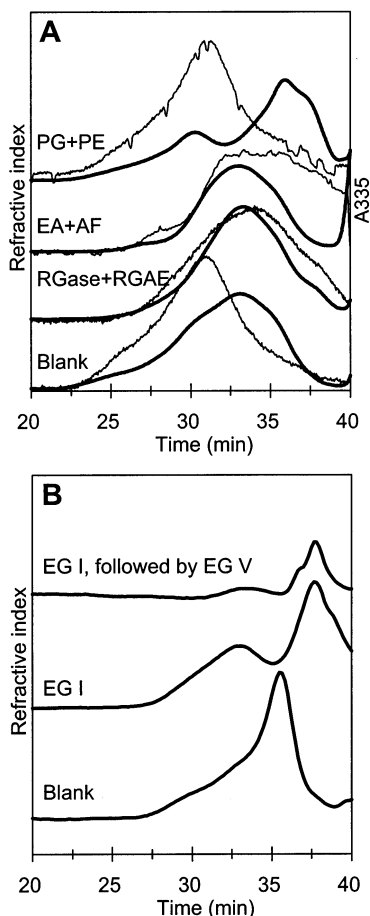 A
PG+PE
EA+AF
RGase+RGAE
Blank
Refractive index
A335
20 25 30 35 40
Time (min)
B
EG I, followed by EG V
EG I
Blank
Refractive index
20 25 30 35 40
Time (min)